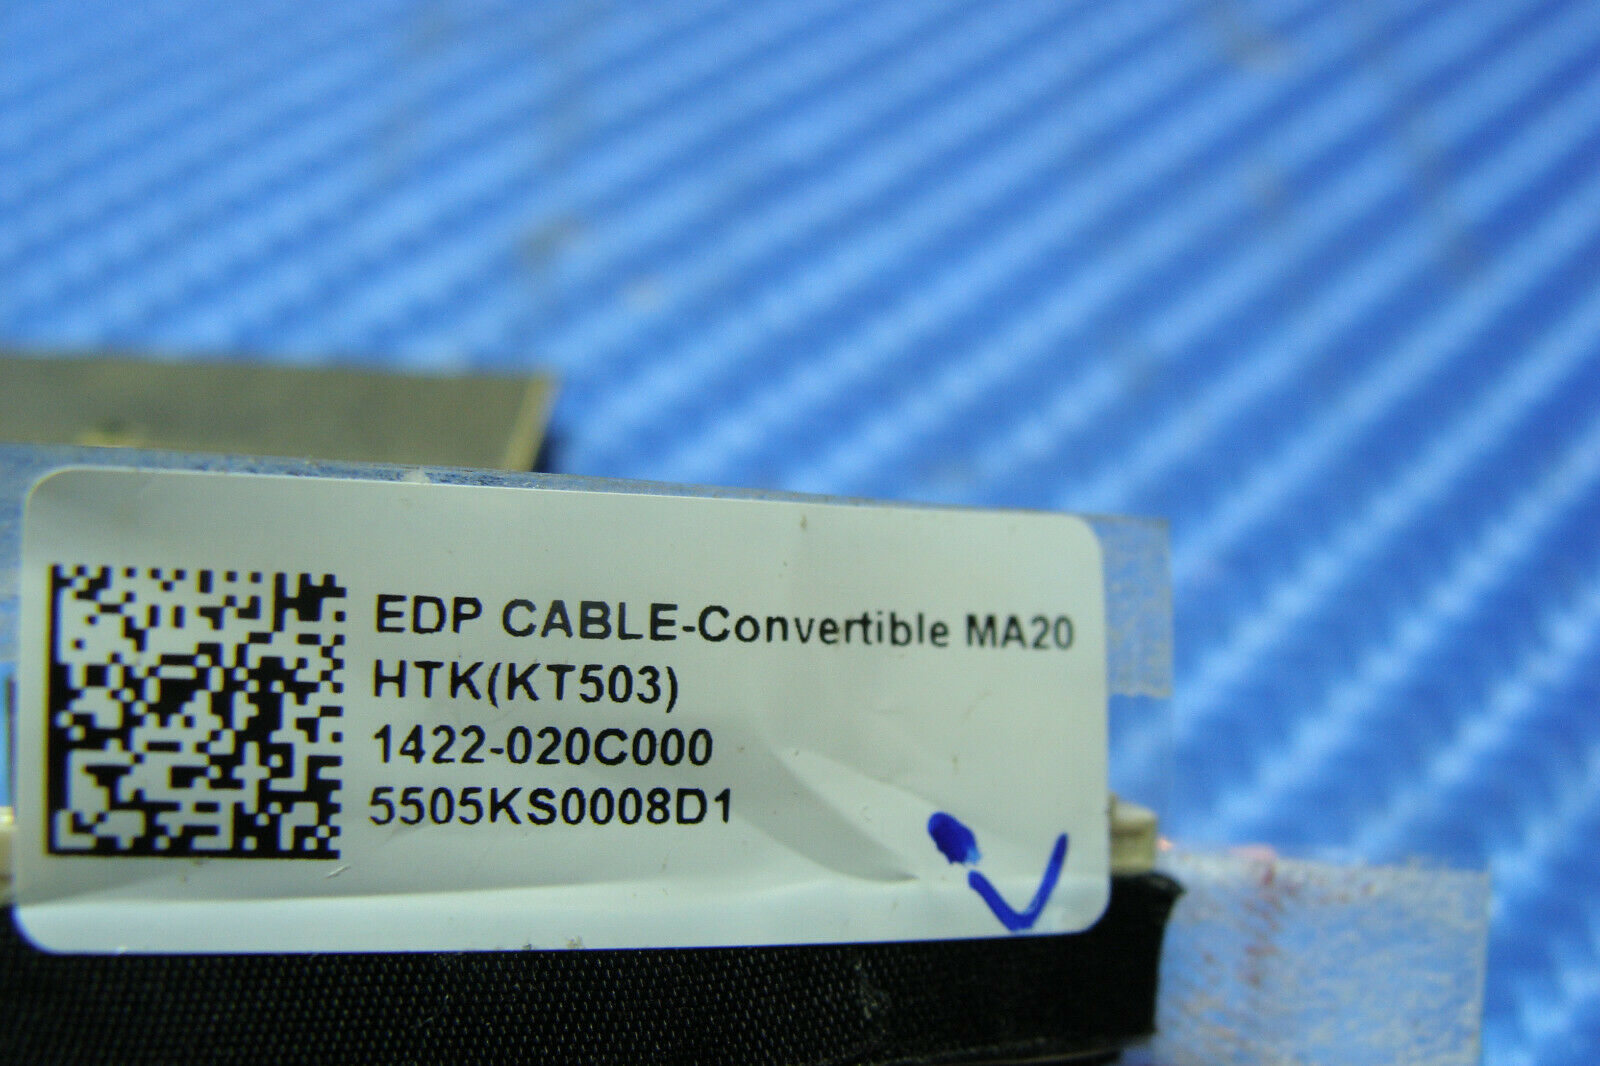 EDP CABLE-Convertible MA20
HTK(KT503)
1422-020C000
5505KS0008D1